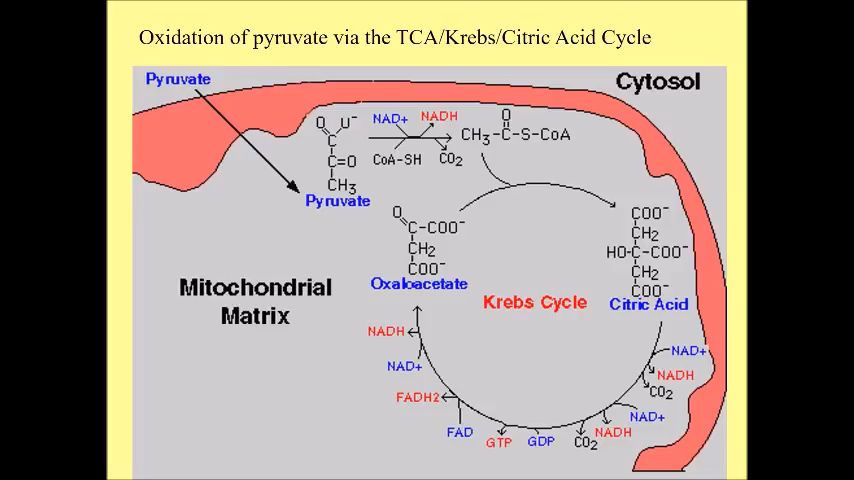 Oxidation of pyruvate via the TCA/Krebs/Citric Acid Cycle
Pyruvate
Cytosol
NAD+
NADH
O U⁻
C
C=O
CH3
CoA-SH
CO2
O
CH3-C-S-CoA
Pyruvate
O
C-COO⁻
CH2
COO⁻
Oxaloacetate
COO⁻
CH2
HO-C-COO⁻
CH2
COO⁻
Citric Acid
Mitochondrial
Matrix
Krebs Cycle
NADH
NAD+
FADH2
FAD
GTP
GDP
CO2
NADH
NAD+
CO2
NADH
NAD+